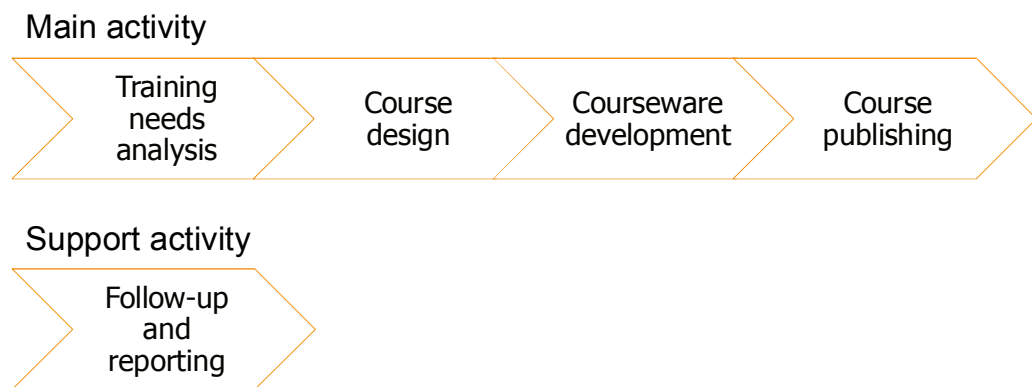 Main activity
Training
needs
analysis
Course
design
Courseware
development
Course
publishing
Support activity
Follow-up
and
reporting